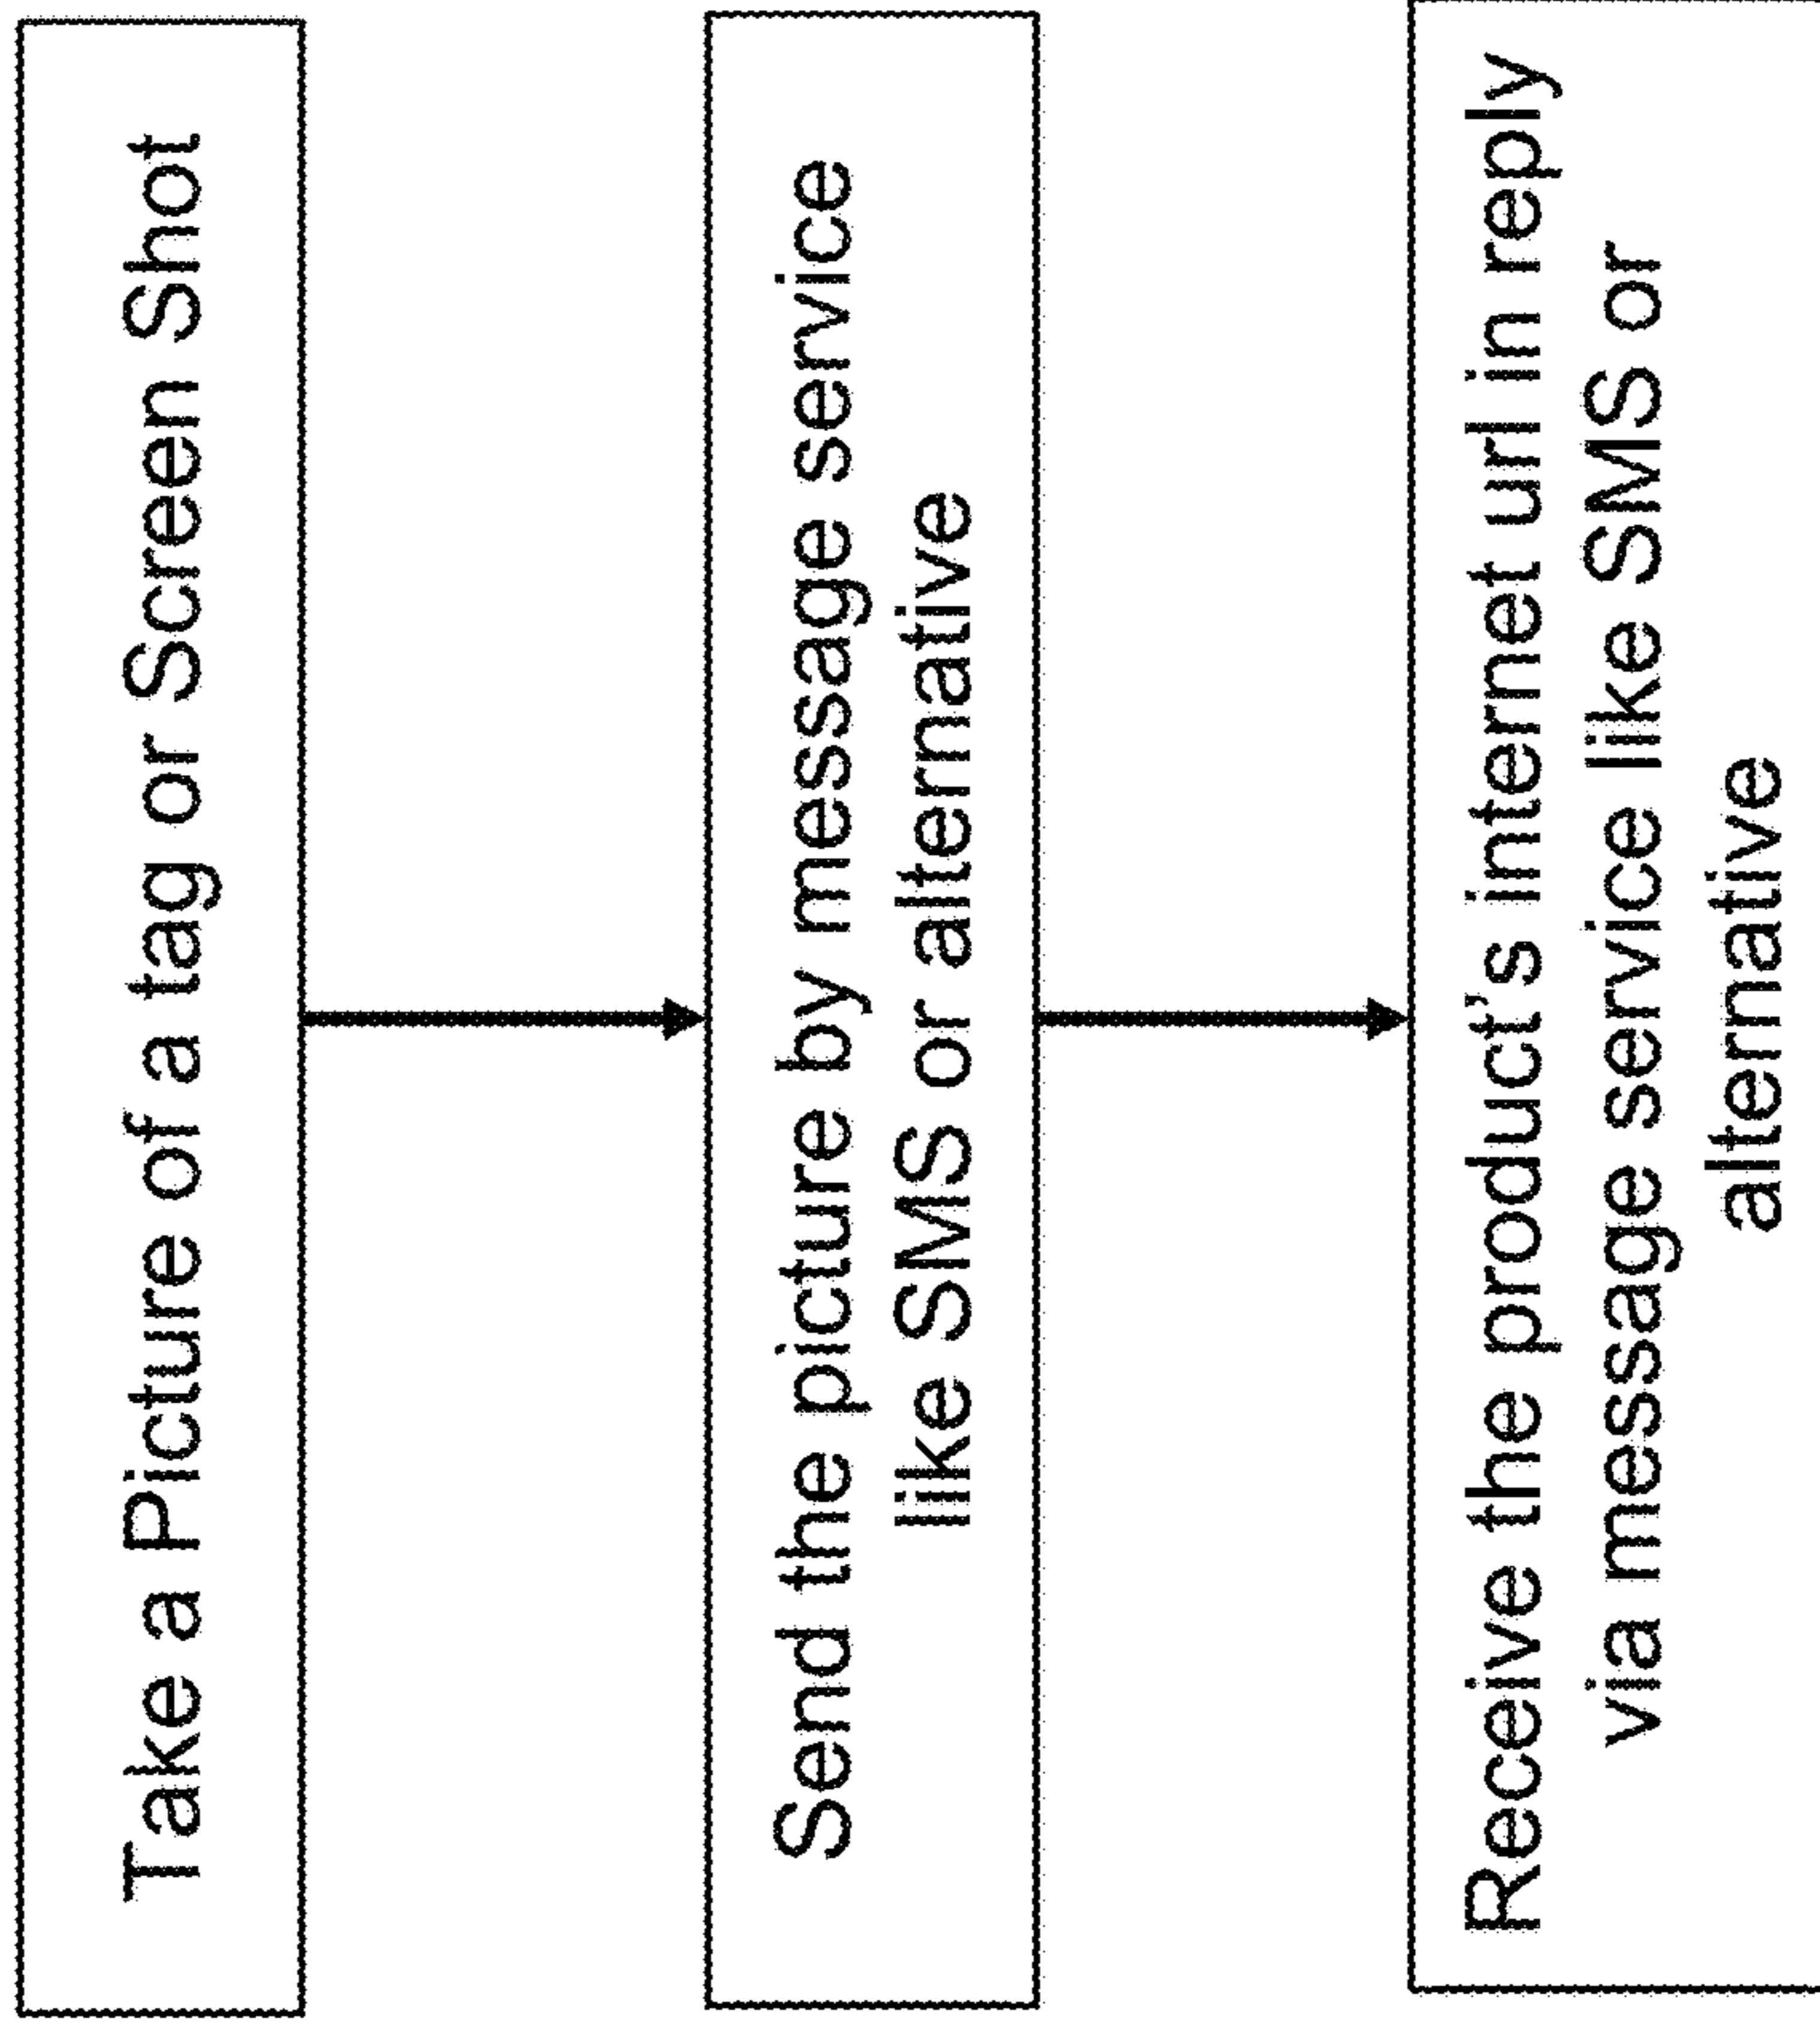 Take a Picture of a tag or Screen Shot
Send the picture by message service
like SMS or alternative
Receive the product's internet url in reply
via message service like SMS or
alternative